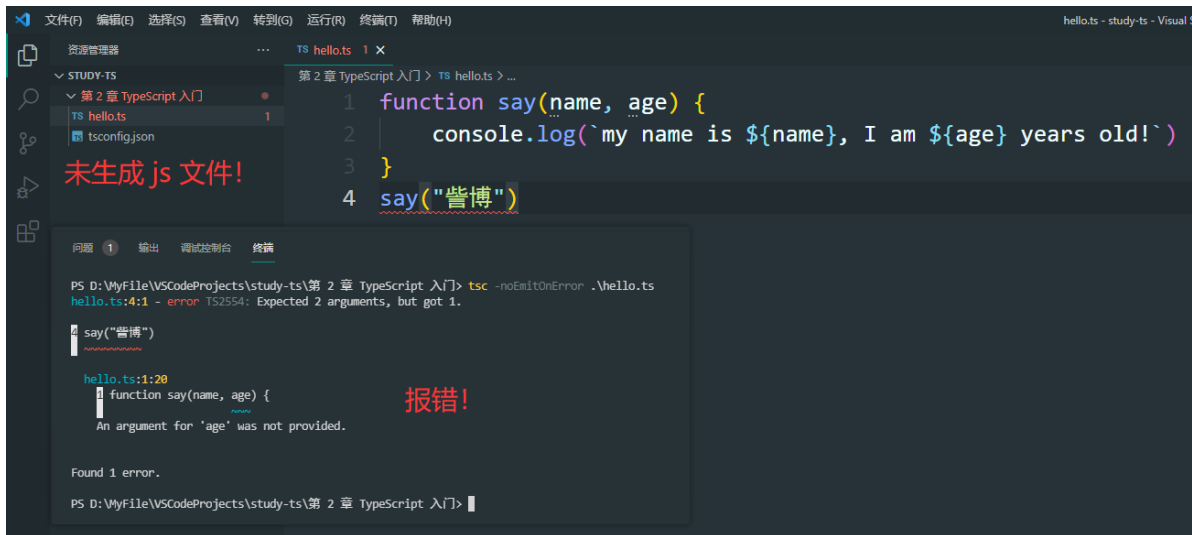 文件(F) 编辑(E) 选择(S) 查看(V) 转到(G) 运行(R) 终端(T) 帮助(H)
hello.ts - study-ts - Visual S
资源管理器 ···
TS hello.ts 1 ×
STUDY-TS
第 2 章 TypeScript 入门
TS hello.ts 1
tsconfig.json
未生成 js 文件!
第 2 章 TypeScript 入门 > TS hello.ts > ...
1 function say(name, age) {
2 console.log(`my name is ${name}, I am ${age} years old!`)
3 }
4 say("訾博")
问题 1 输出 调试控制台 终端
PS D:\MyFile\VSCodeProjects\study-ts\第 2 章 TypeScript 入门> tsc -noEmitOnError .\hello.ts
hello.ts:4:1 - error TS2554: Expected 2 arguments, but got 1.
4 say("訾博")
~~~~~~~~~
hello.ts:1:20
1 function say(name, age) {
~~~
An argument for 'age' was not provided.
报错!
Found 1 error.
PS D:\MyFile\VSCodeProjects\study-ts\第 2 章 TypeScript 入门>